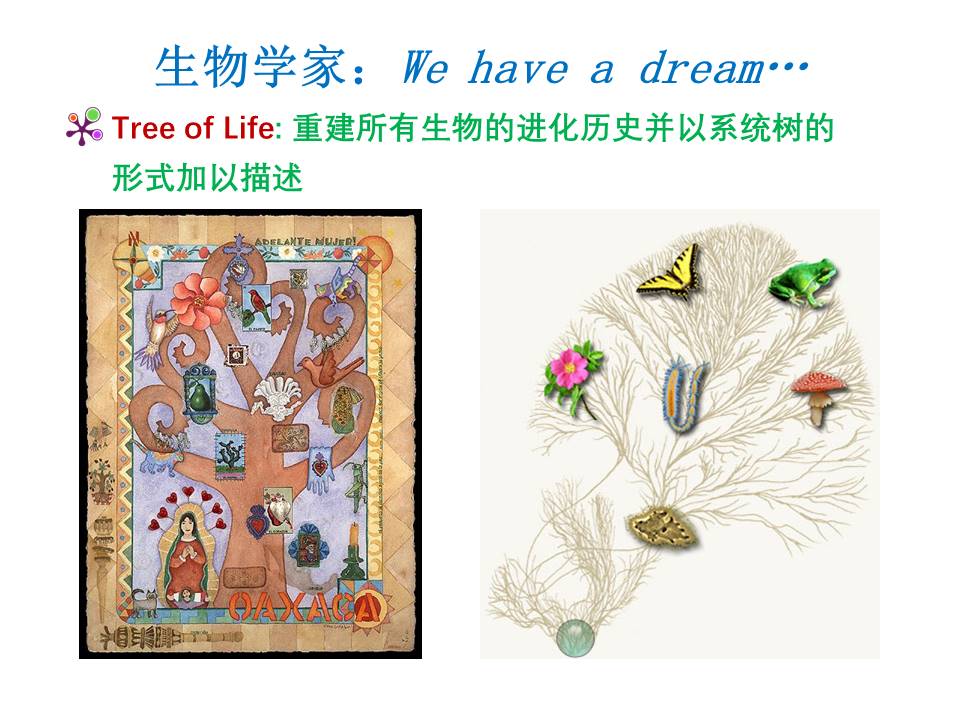 生物学家：We have a dream…
Tree of Life: 重建所有生物的进化历史并以系统树的
形式加以描述
N
ADELANTE MUJER!
OAXACA